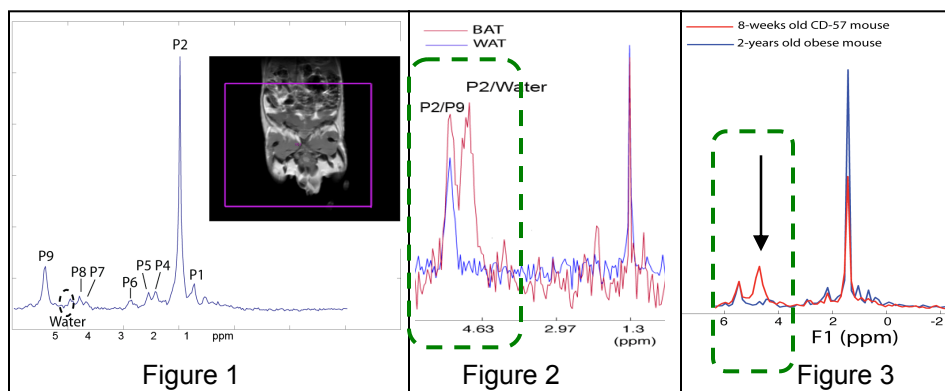 P2
P9
P8
P7
P6
P5
P4
P1
Water
5 4 3 2 1 ppm
Figure 1
BAT
WAT
P2/Water
P2/P9
4.63 2.97 1.3
(ppm)
Figure 2
8-weeks old CD-57 mouse
2-years old obese mouse
6 4 2 0 -2
F1 (ppm)
Figure 3